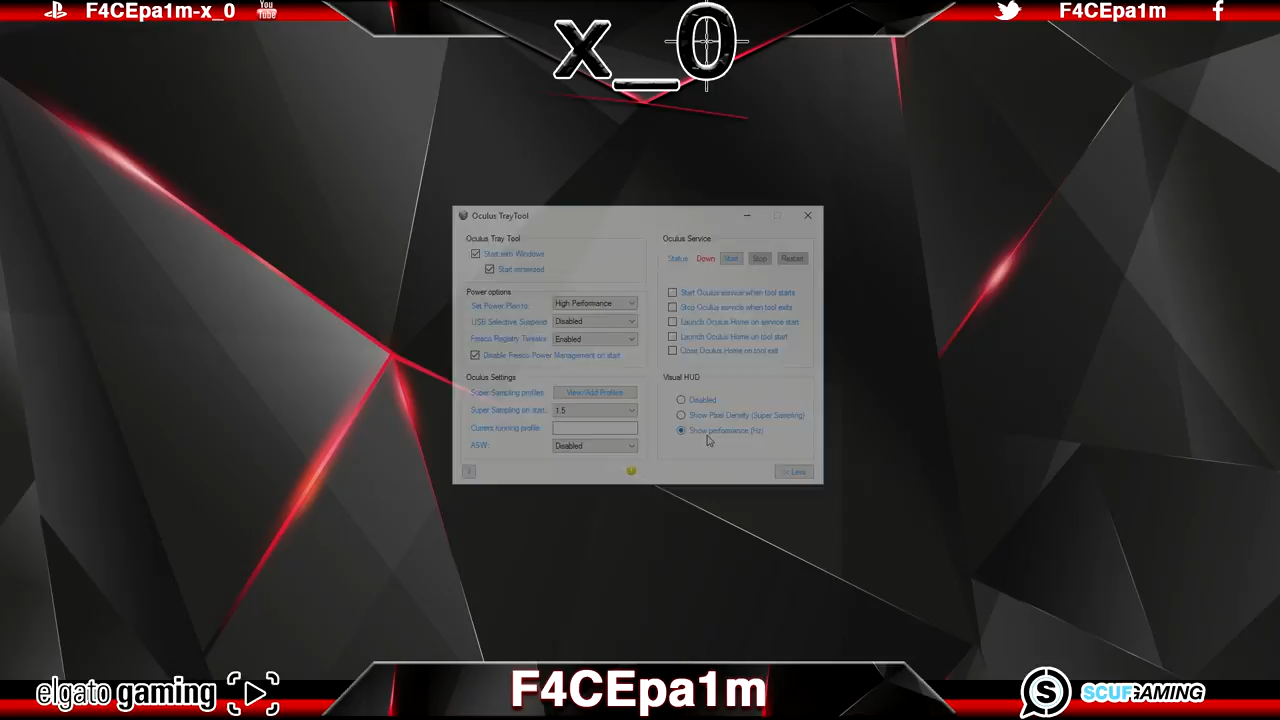 F4CEpa1m-x_0
You Tube
x_0
F4CEpa1m
Oculus TrayTool
Oculus Tray Tool
Start with Windows
Start minimized
Power options
Set Power Plan to:
High Performance
USB Selective Suspend
Disabled
Fresco Registry Tweaks:
Enabled
Disable Fresco Power Management on start
Oculus Settings
Super Sampling profiles
View/Add Profiles
Super Sampling on start.
1.5
Current running profile
ASW:
Disabled
Oculus Service
Status
Down
Start
Stop
Restart
Start Oculus service when tool starts
Stop Oculus service when tool exits
Launch Oculus Home on service start
Launch Oculus Home on tool start
Close Oculus Home on tool exit
Visual HUD
Disabled
Show Pixel Density (Super Sampling)
Show performance (Hz)
Less
elgato gaming
F4CEpa1m
S
SCUFGAMING